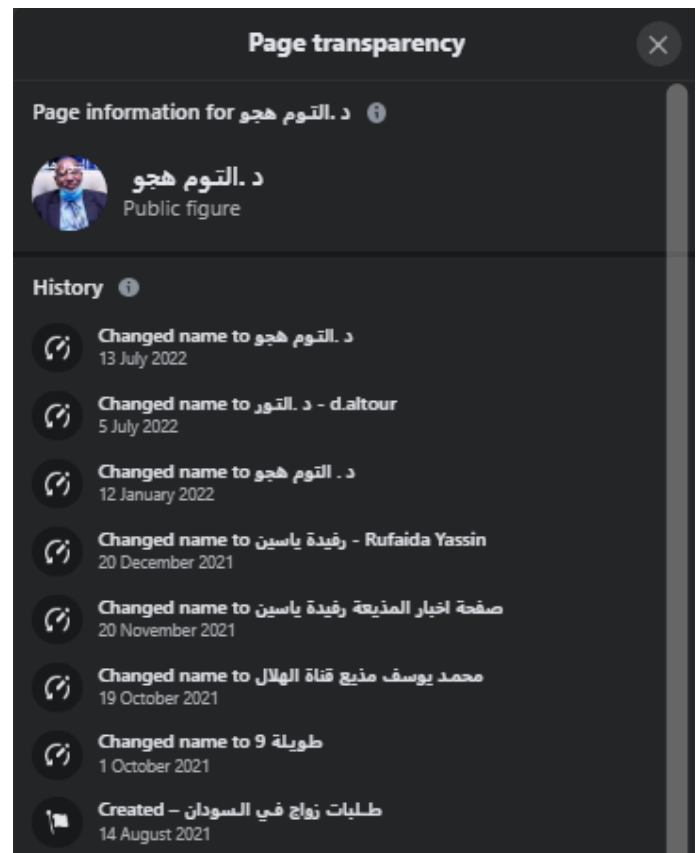 Page transparency
Page information for د .التوم هجو
د .التوم هجو
Public figure
History
Changed name to د .التوم هجو
13 July 2022
Changed name to د .التور - d.altour
5 July 2022
Changed name to د . التوم هجو
12 January 2022
Changed name to رفيدة ياسين - Rufaida Yassin
20 December 2021
Changed name to صفحة اخبار المذيعة رفيدة ياسين
20 November 2021
Changed name to محمد يوسف مذيع قناة الهلال
19 October 2021
Changed name to طويلة 9
1 October 2021
Created – طلبات زواج في السودان
14 August 2021